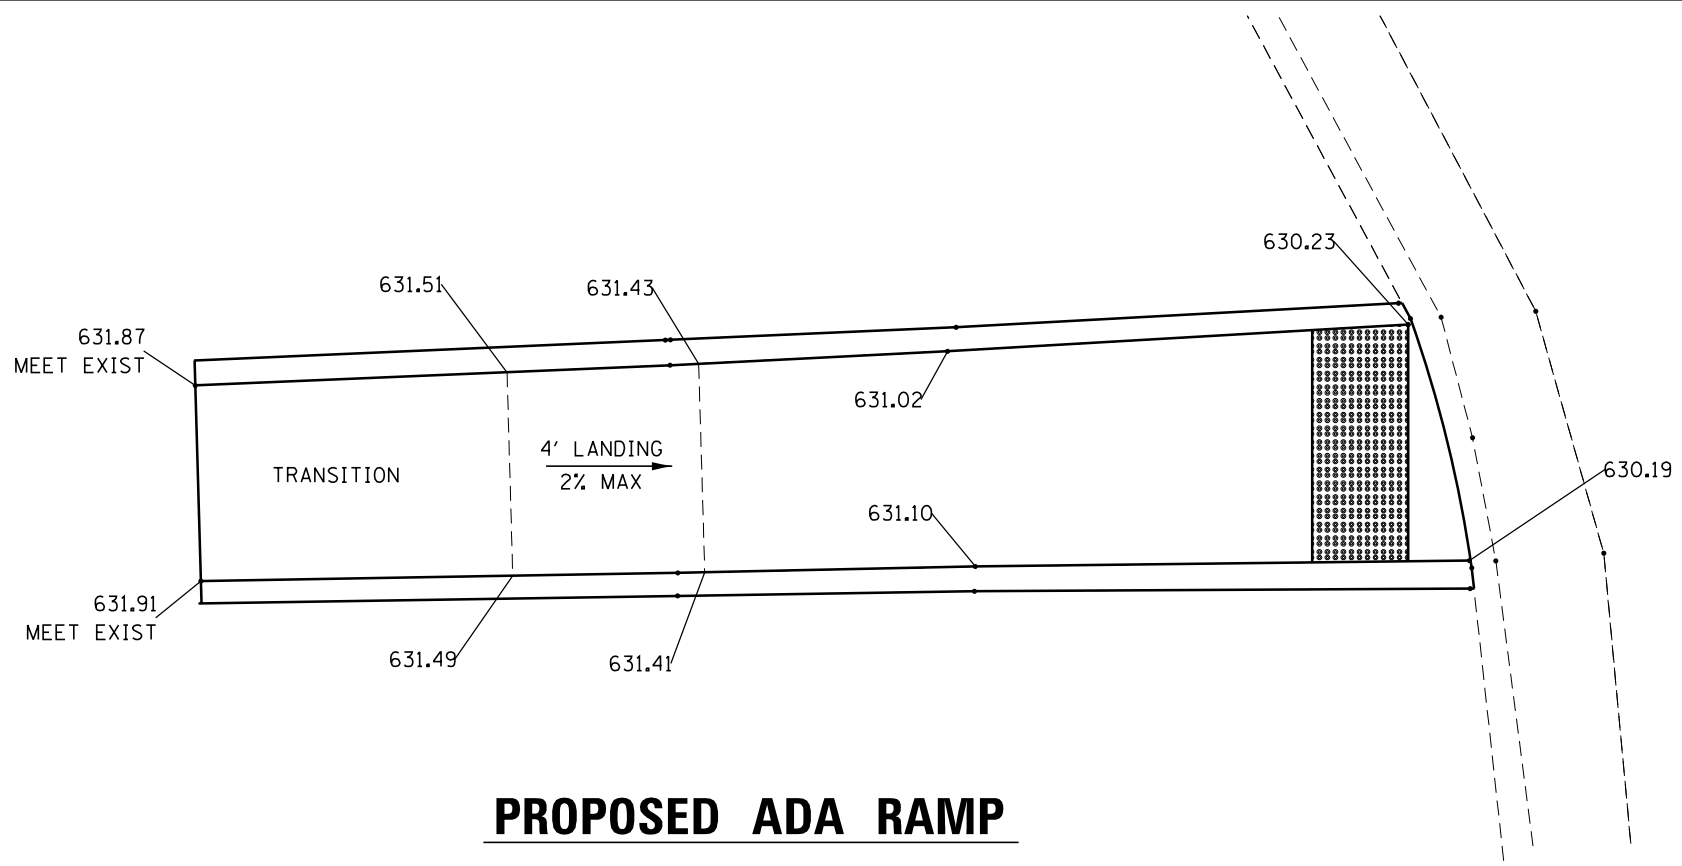 630.23
631.51
631.43
631.87
MEET EXIST
631.02
4' LANDING
2% MAX
TRANSITION
630.19
631.10
631.91
MEET EXIST
631.49
631.41
PROPOSED ADA RAMP